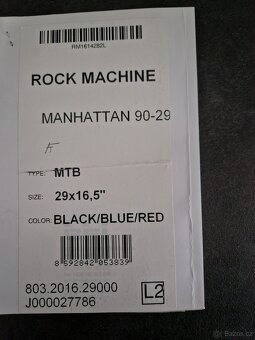 RM1614282L
ROCK MACHINE
MANHATTAN 90-29
TYPE: MTB
SIZE: 29x16,5"
COLOR: BLACK/BLUE/RED
8 592842 053839
803.2016.29000
J000027786
L2